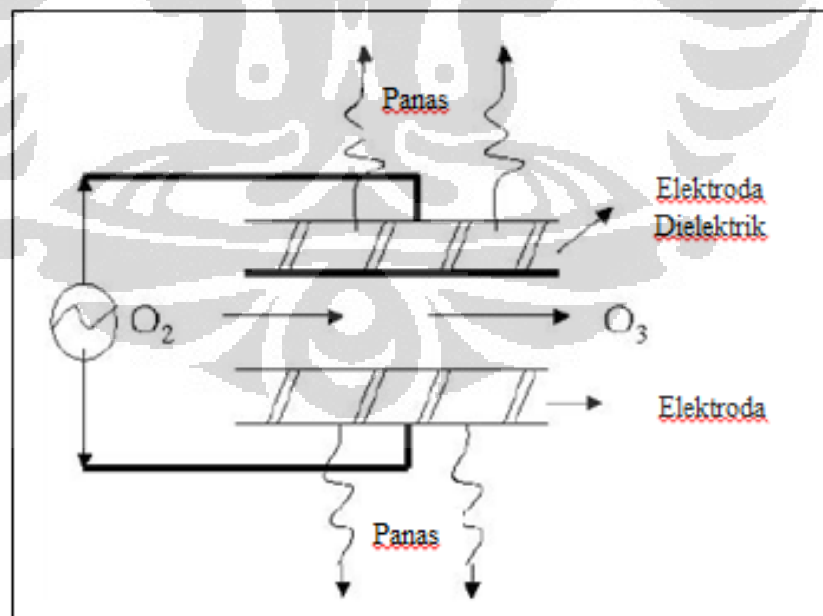 Panas
Elektroda
Dielektrik
O₂
O₃
Elektroda
Panas